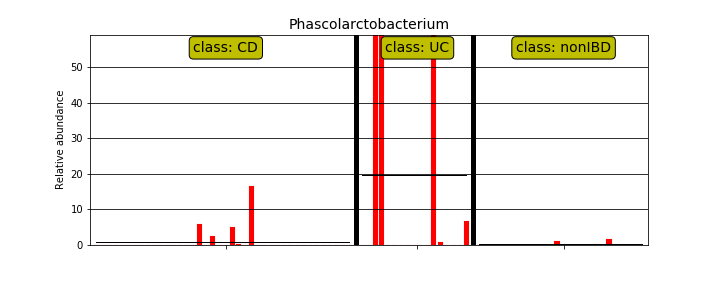 Phascolarctobacterium
class: CD
class: UC
class: nonIBD
Relative abundance
50
40
30
20
10
0